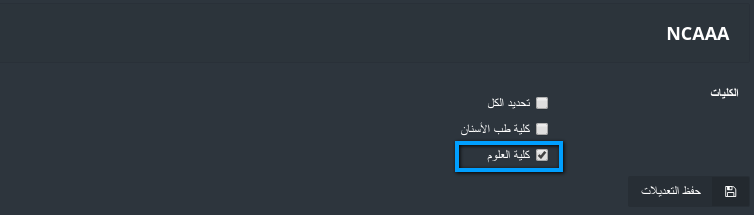 NCAAA
الكليات
تحديد الكل
كلية طب الأسنان
كلية العلوم
حفظ التعديلات